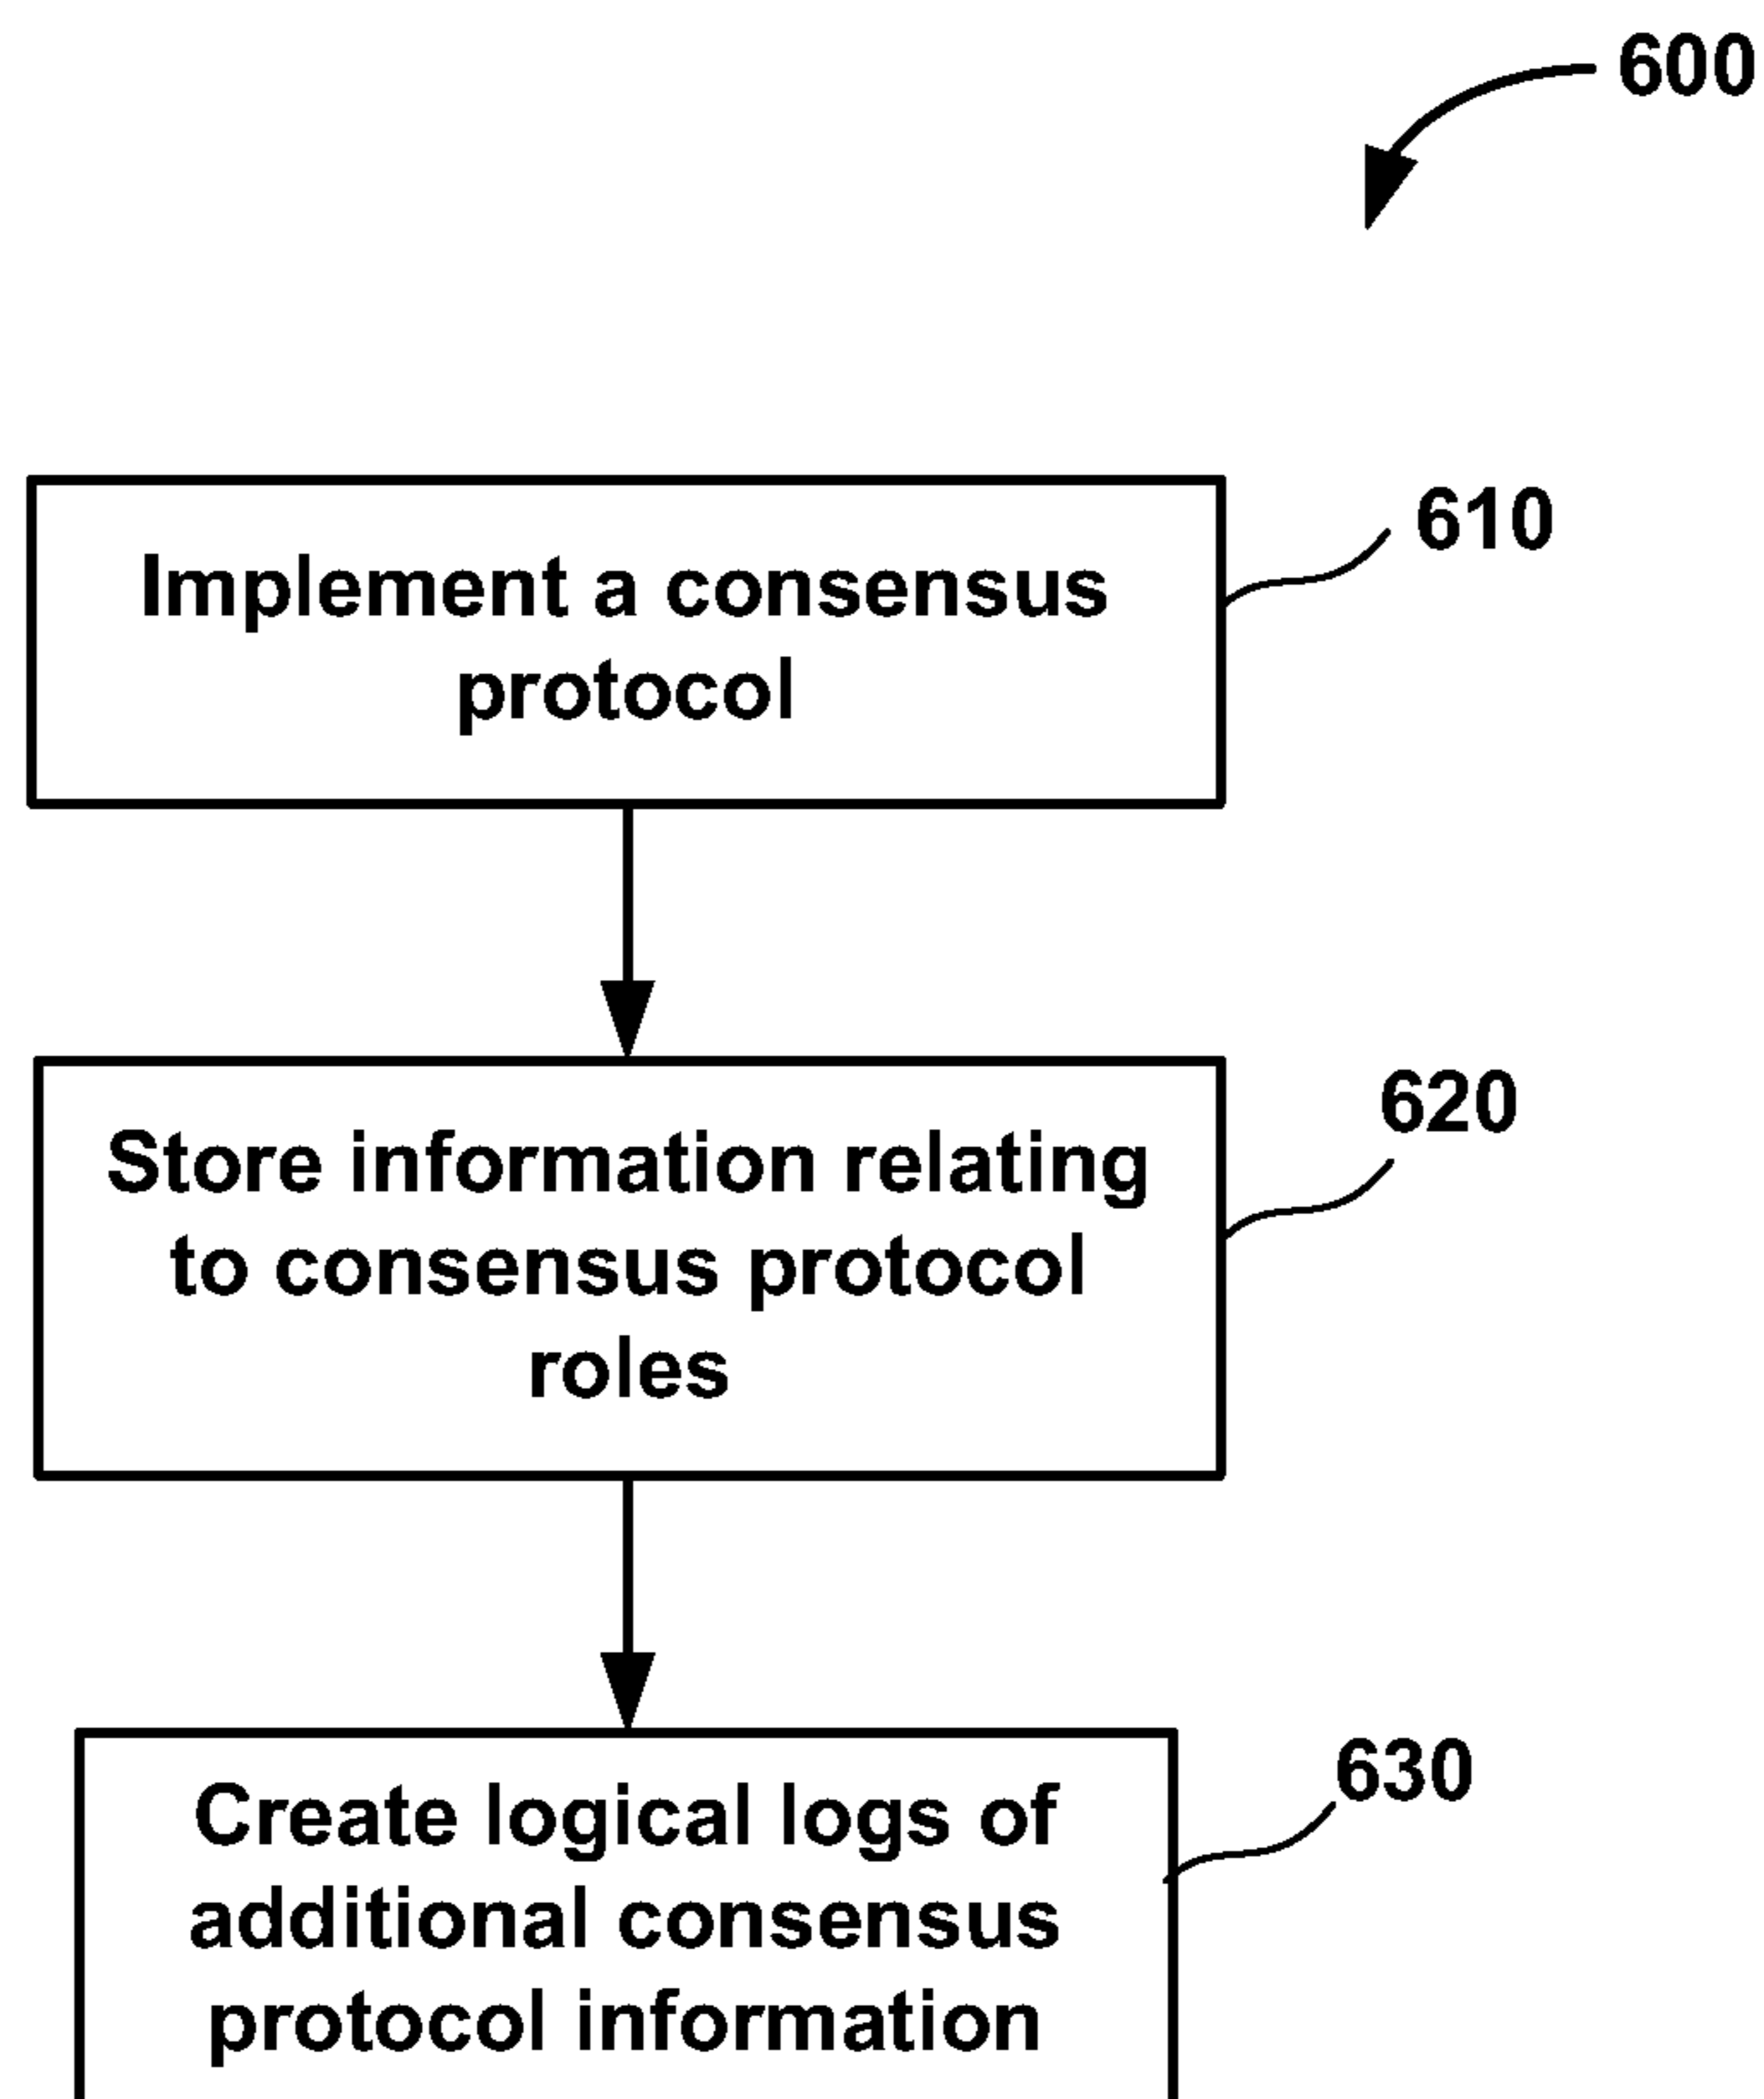 600
610
Implement a consensus
protocol
620
Store information relating
to consensus protocol
roles
630
Create logical logs of
additional consensus
protocol information